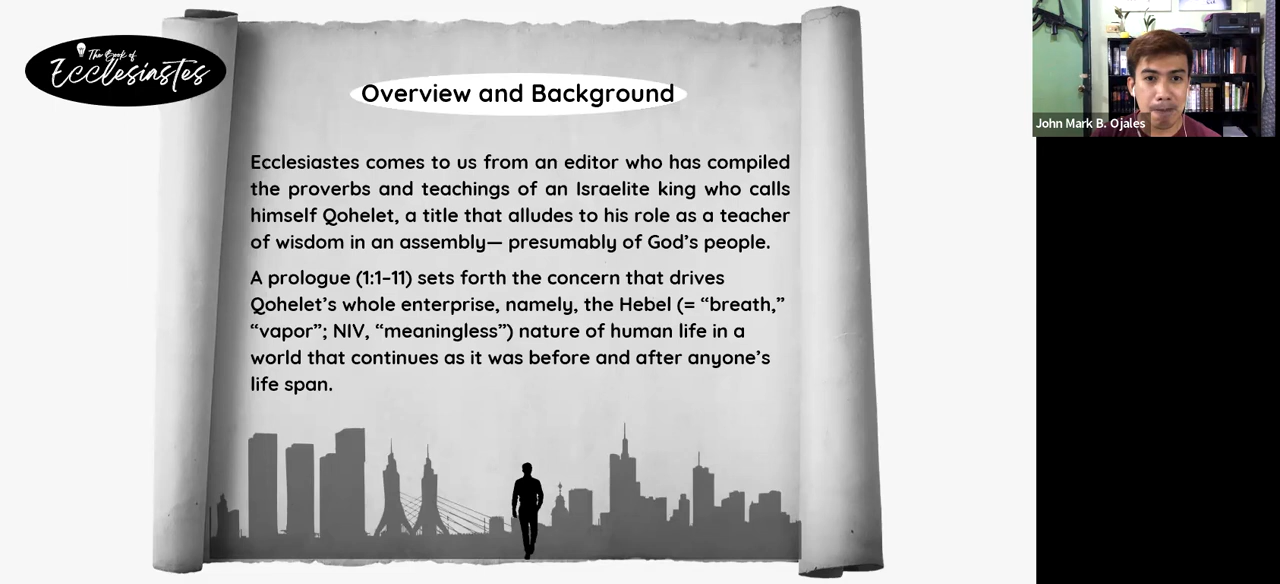 The Book of
Ecclesiastes
Overview and Background
Ecclesiastes comes to us from an editor who has compiled
the proverbs and teachings of an Israelite king who calls
himself Qohelet, a title that alludes to his role as a teacher
of wisdom in an assembly— presumably of God's people.
A prologue (1:1–11) sets forth the concern that drives
Qohelet's whole enterprise, namely, the Hebel (= “breath,”
“vapor”; NIV, “meaningless”) nature of human life in a
world that continues as it was before and after anyone's
life span.
John Mark B. Ojales